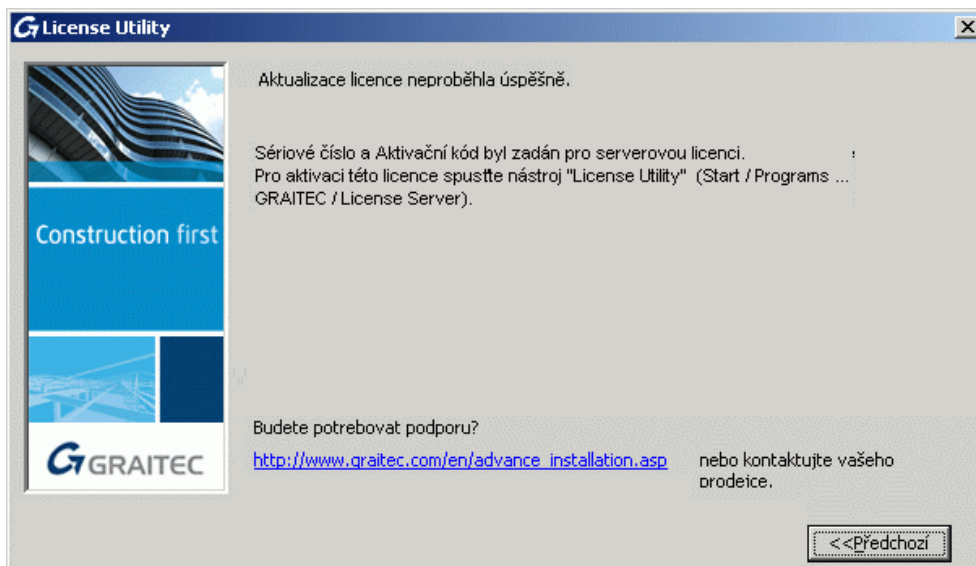 License Utility
Aktualizace licence neproběhla úspěšně.
Sériové číslo a Aktivační kód byl zadán pro serverovou licenci.
Pro aktivaci této licence spusťte nástroj "License Utility" (Start / Programs ...
GRAITEC / License Server).
Construction first
GRAITEC
Budete potrebovat podporu?
http://www.graitec.com/en/advance_installation.asp nebo kontaktujte vašeho
prodejce.
<<Předchozí